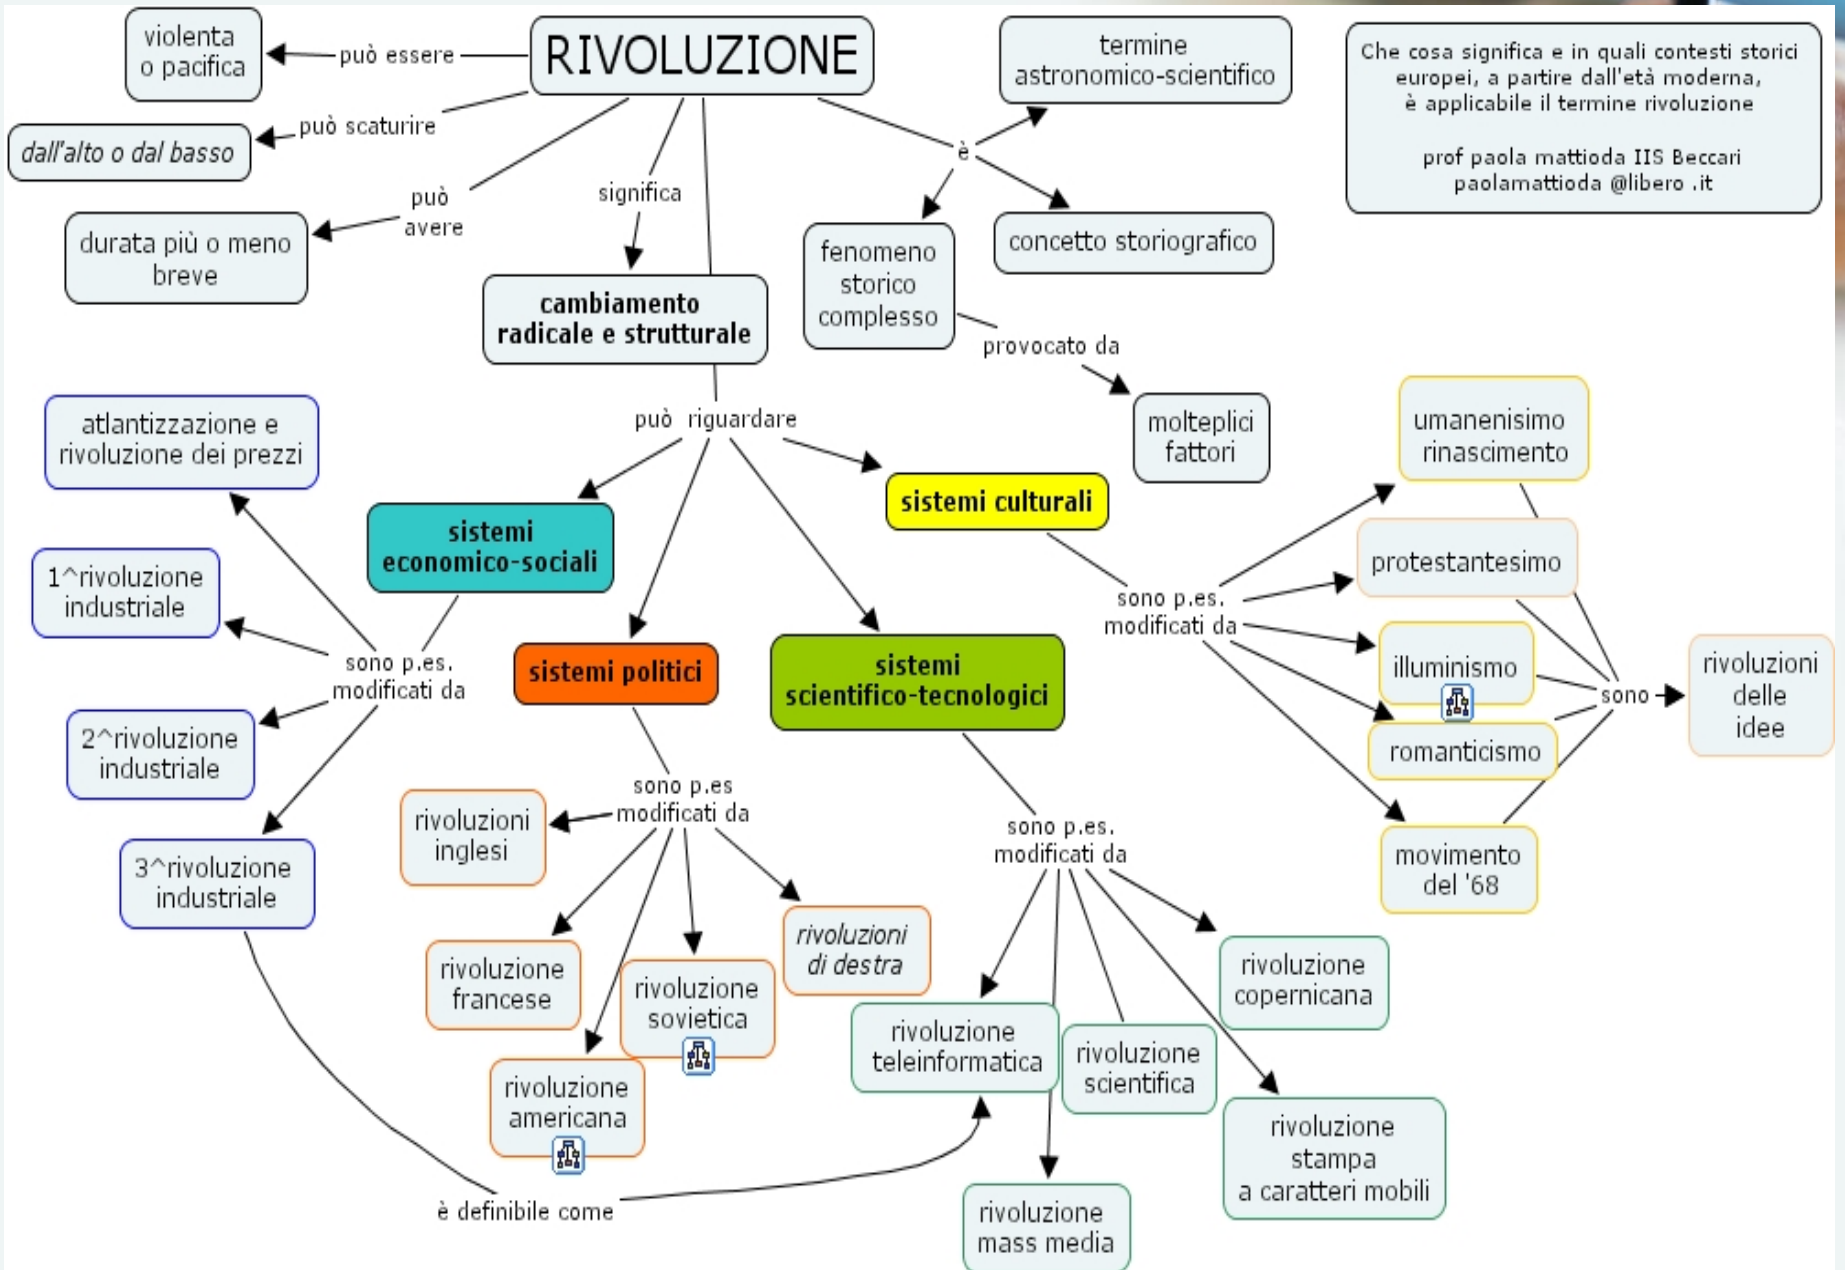 RIVOLUZIONE
può essere
violenta
o pacifica
può scaturire
dall'alto o dal basso
può
avere
durata più o meno
breve
significa
cambiamento
radicale e strutturale
è
termine
astronomico-scientifico
concetto storiografico
fenomeno
storico
complesso
provocato da
molteplici
fattori
Che cosa significa e in quali contesti storici
europei, a partire dall'età moderna,
è applicabile il termine rivoluzione
prof paola mattioda IIS Beccari
paolamattioda @libero .it
può riguardare
sistemi
economico-sociali
sono p.es.
modificati da
atlantizzazione e
rivoluzione dei prezzi
1^rivoluzione
industriale
2^rivoluzione
industriale
3^rivoluzione
industriale
è definibile come
sistemi politici
sono p.es
modificati da
rivoluzioni
inglesi
rivoluzione
francese
rivoluzione
americana
rivoluzione
sovietica
rivoluzioni
di destra
sistemi
scientifico-tecnologici
sono p.es.
modificati da
rivoluzione
teleinformatica
rivoluzione
mass media
rivoluzione
scientifica
rivoluzione
stampa
a caratteri mobili
rivoluzione
copernicana
sistemi culturali
sono p.es.
modificati da
umanenisimo
rinascimento
protestantesimo
illuminismo
romanticismo
movimento
del '68
sono
rivoluzioni
delle
idee